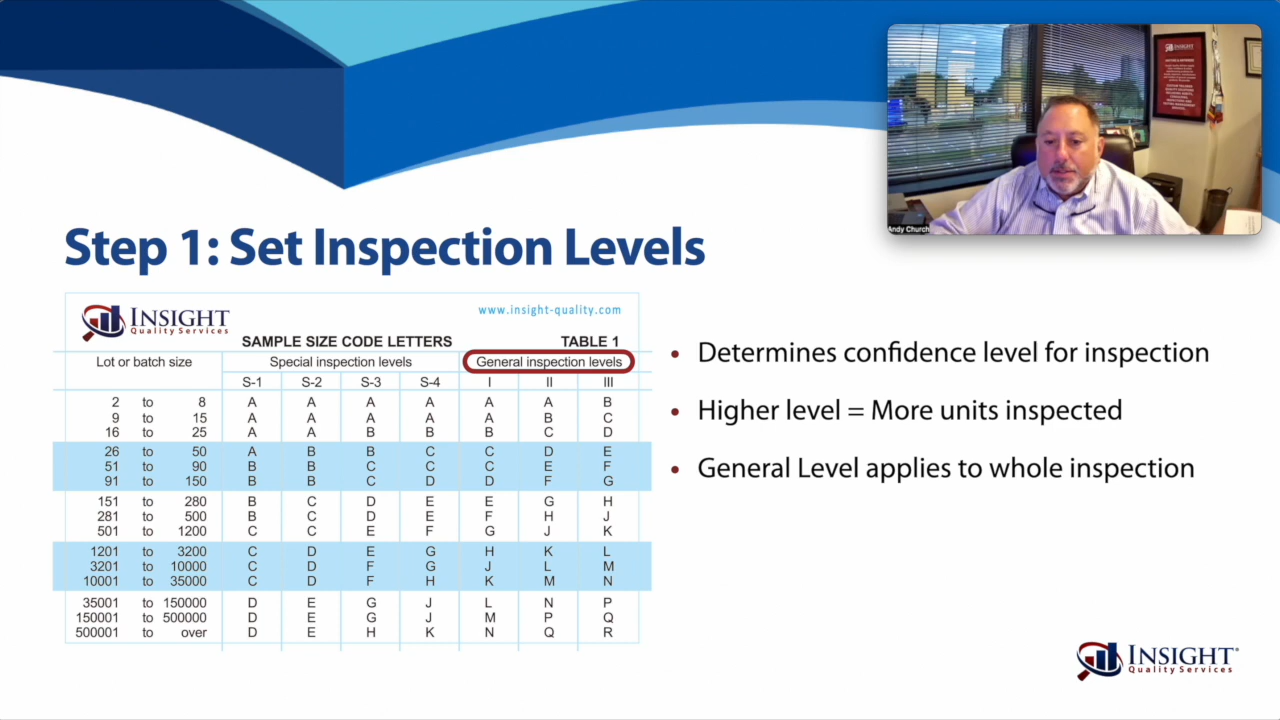 INSIGHT
Andy Church
Step 1: Set Inspection Levels
INSIGHT
Quality Services
www.insight-quality.com
SAMPLE SIZE CODE LETTERS TABLE 1
Lot or batch size Special inspection levels General inspection levels
S-1 S-2 S-3 S-4 I II III
2 to 8 A A A A A A B
9 to 15 A A A A A B C
16 to 25 A A B B B C D
26 to 50 A B B C C D E
51 to 90 B B C C C E F
91 to 150 B B C D D F G
151 to 280 B C D E E G H
281 to 500 B C D E F H J
501 to 1200 C C E F G J K
1201 to 3200 C D E G H K L
3201 to 10000 C D F G J L M
10001 to 35000 C D F H K M N
35001 to 150000 D E G J L N P
150001 to 500000 D E G J M P Q
500001 to over D E H K N Q R
• Determines confidence level for inspection
• Higher level = More units inspected
• General Level applies to whole inspection
INSIGHT®
Quality Services